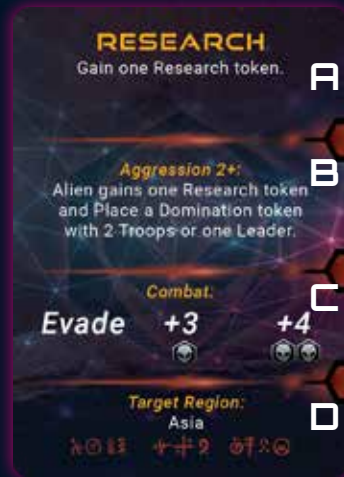 RESEARCH
Gain one Research token.
A
Aggression 2+:
B
Alien gains one Research token
and Place a Domination token
with 2 Troops or one Leader.
Combat:
C
Evade +3 +4
Target Region:
Asia
D